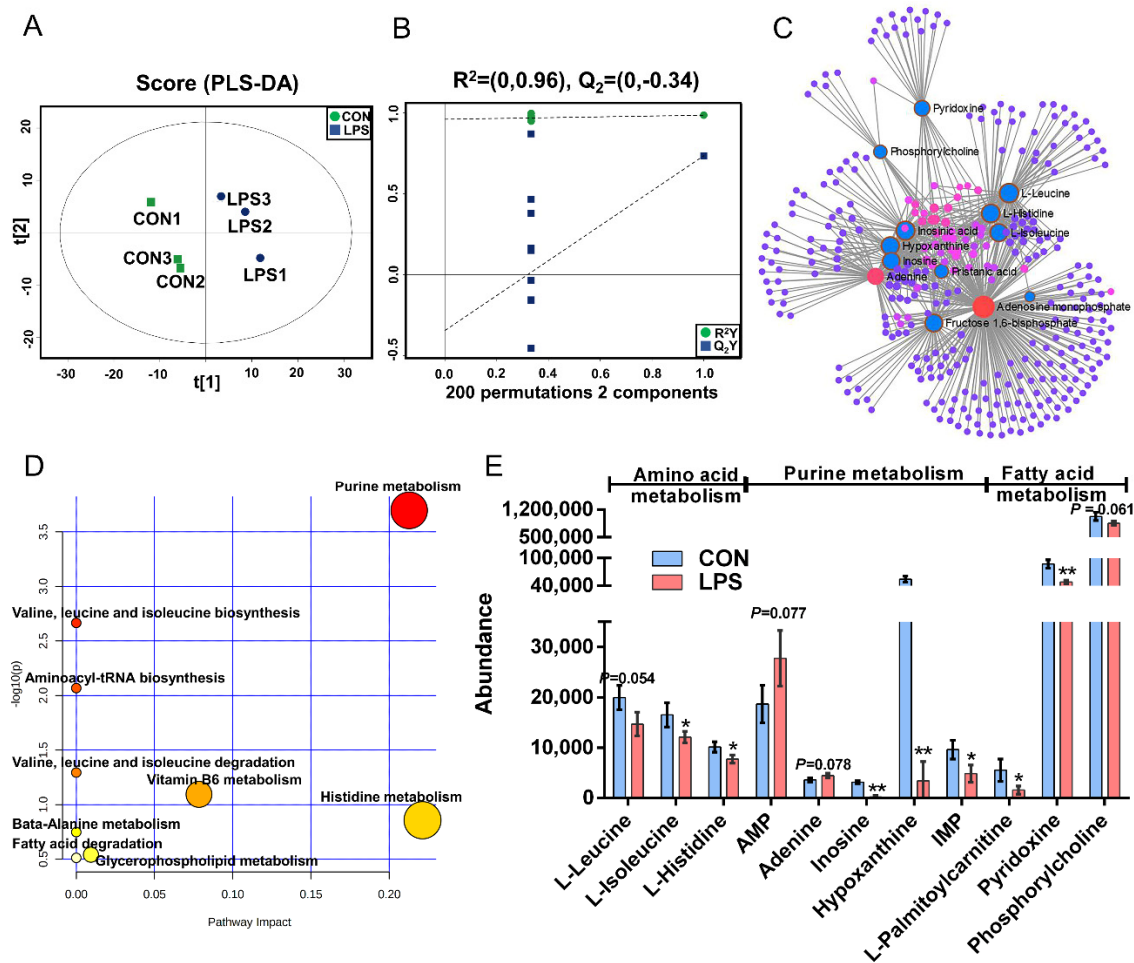 A
Score (PLS-DA)
CON
LPS
20
10
0
-10
-20
t[2]
CON1
CON3
CON2
LPS3
LPS2
LPS1
-30 -20 -10 0 10 20 30
t[1]
B
R²=(0,0.96), Q₂=(0,-0.34)
1.0
0.5
0.0
-0.5
R²Y
Q₂Y
0.0 0.2 0.4 0.6 0.8 1.0
200 permutations 2 components
C
Pyridoxine
Phosphorylcholine
L-Leucine
L-Histidine
L-Isoleucine
Inosinic acid
Hypoxanthine
Inosine
Pristanic acid
Adenine
Adenosine monophosphate
Fructose 1,6-bisphosphate
D
Purine metabolism
Valine, leucine and isoleucine biosynthesis
Aminoacyl-tRNA biosynthesis
Valine, leucine and isoleucine degradation
Vitamin B6 metabolism
Histidine metabolism
Bata-Alanine metabolism
Fatty acid degradation
Glycerophospholipid metabolism
3.5
3.0
2.5
2.0
1.5
1.0
0.5
-log10(p)
0.00 0.05 0.10 0.15 0.20
Pathway Impact
E
Amino acid
metabolism
Purine metabolism
Fatty acid
metabolism
1,200,000
500,000
100,000
40,000
30,000
20,000
10,000
0
Abundance
CON
LPS
P=0.054
*
*
P=0.077
P=0.078
**
**
*
*
**
P=0.061
L-Leucine
L-Isoleucine
L-Histidine
AMP
Adenine
Inosine
Hypoxanthine
IMP
L-Palmitoylcarnitine
Pyridoxine
Phosphorylcholine